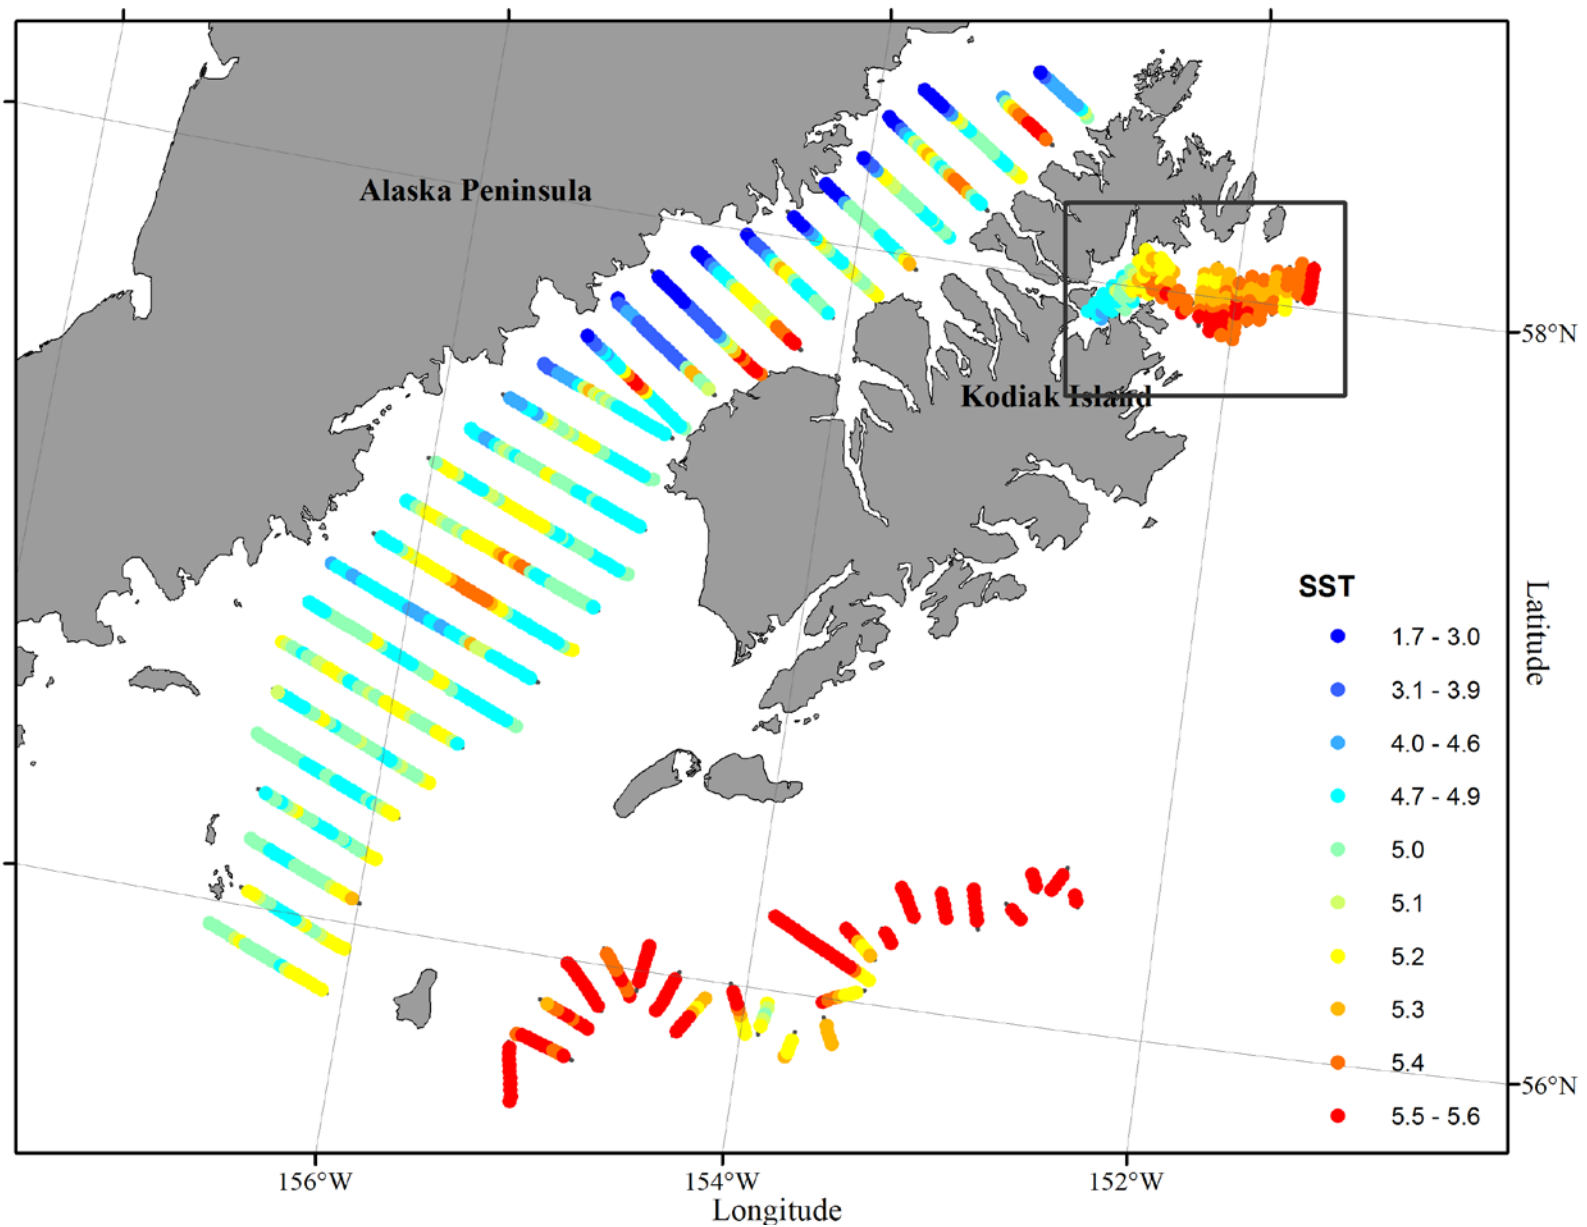 Alaska Peninsula
58°N
Kodiak Island
SST
1.7 - 3.0
3.1 - 3.9
4.0 - 4.6
4.7 - 4.9
5.0
5.1
5.2
5.3
5.4
5.5 - 5.6
Latitude
56°N
156°W
154°W
152°W
Longitude